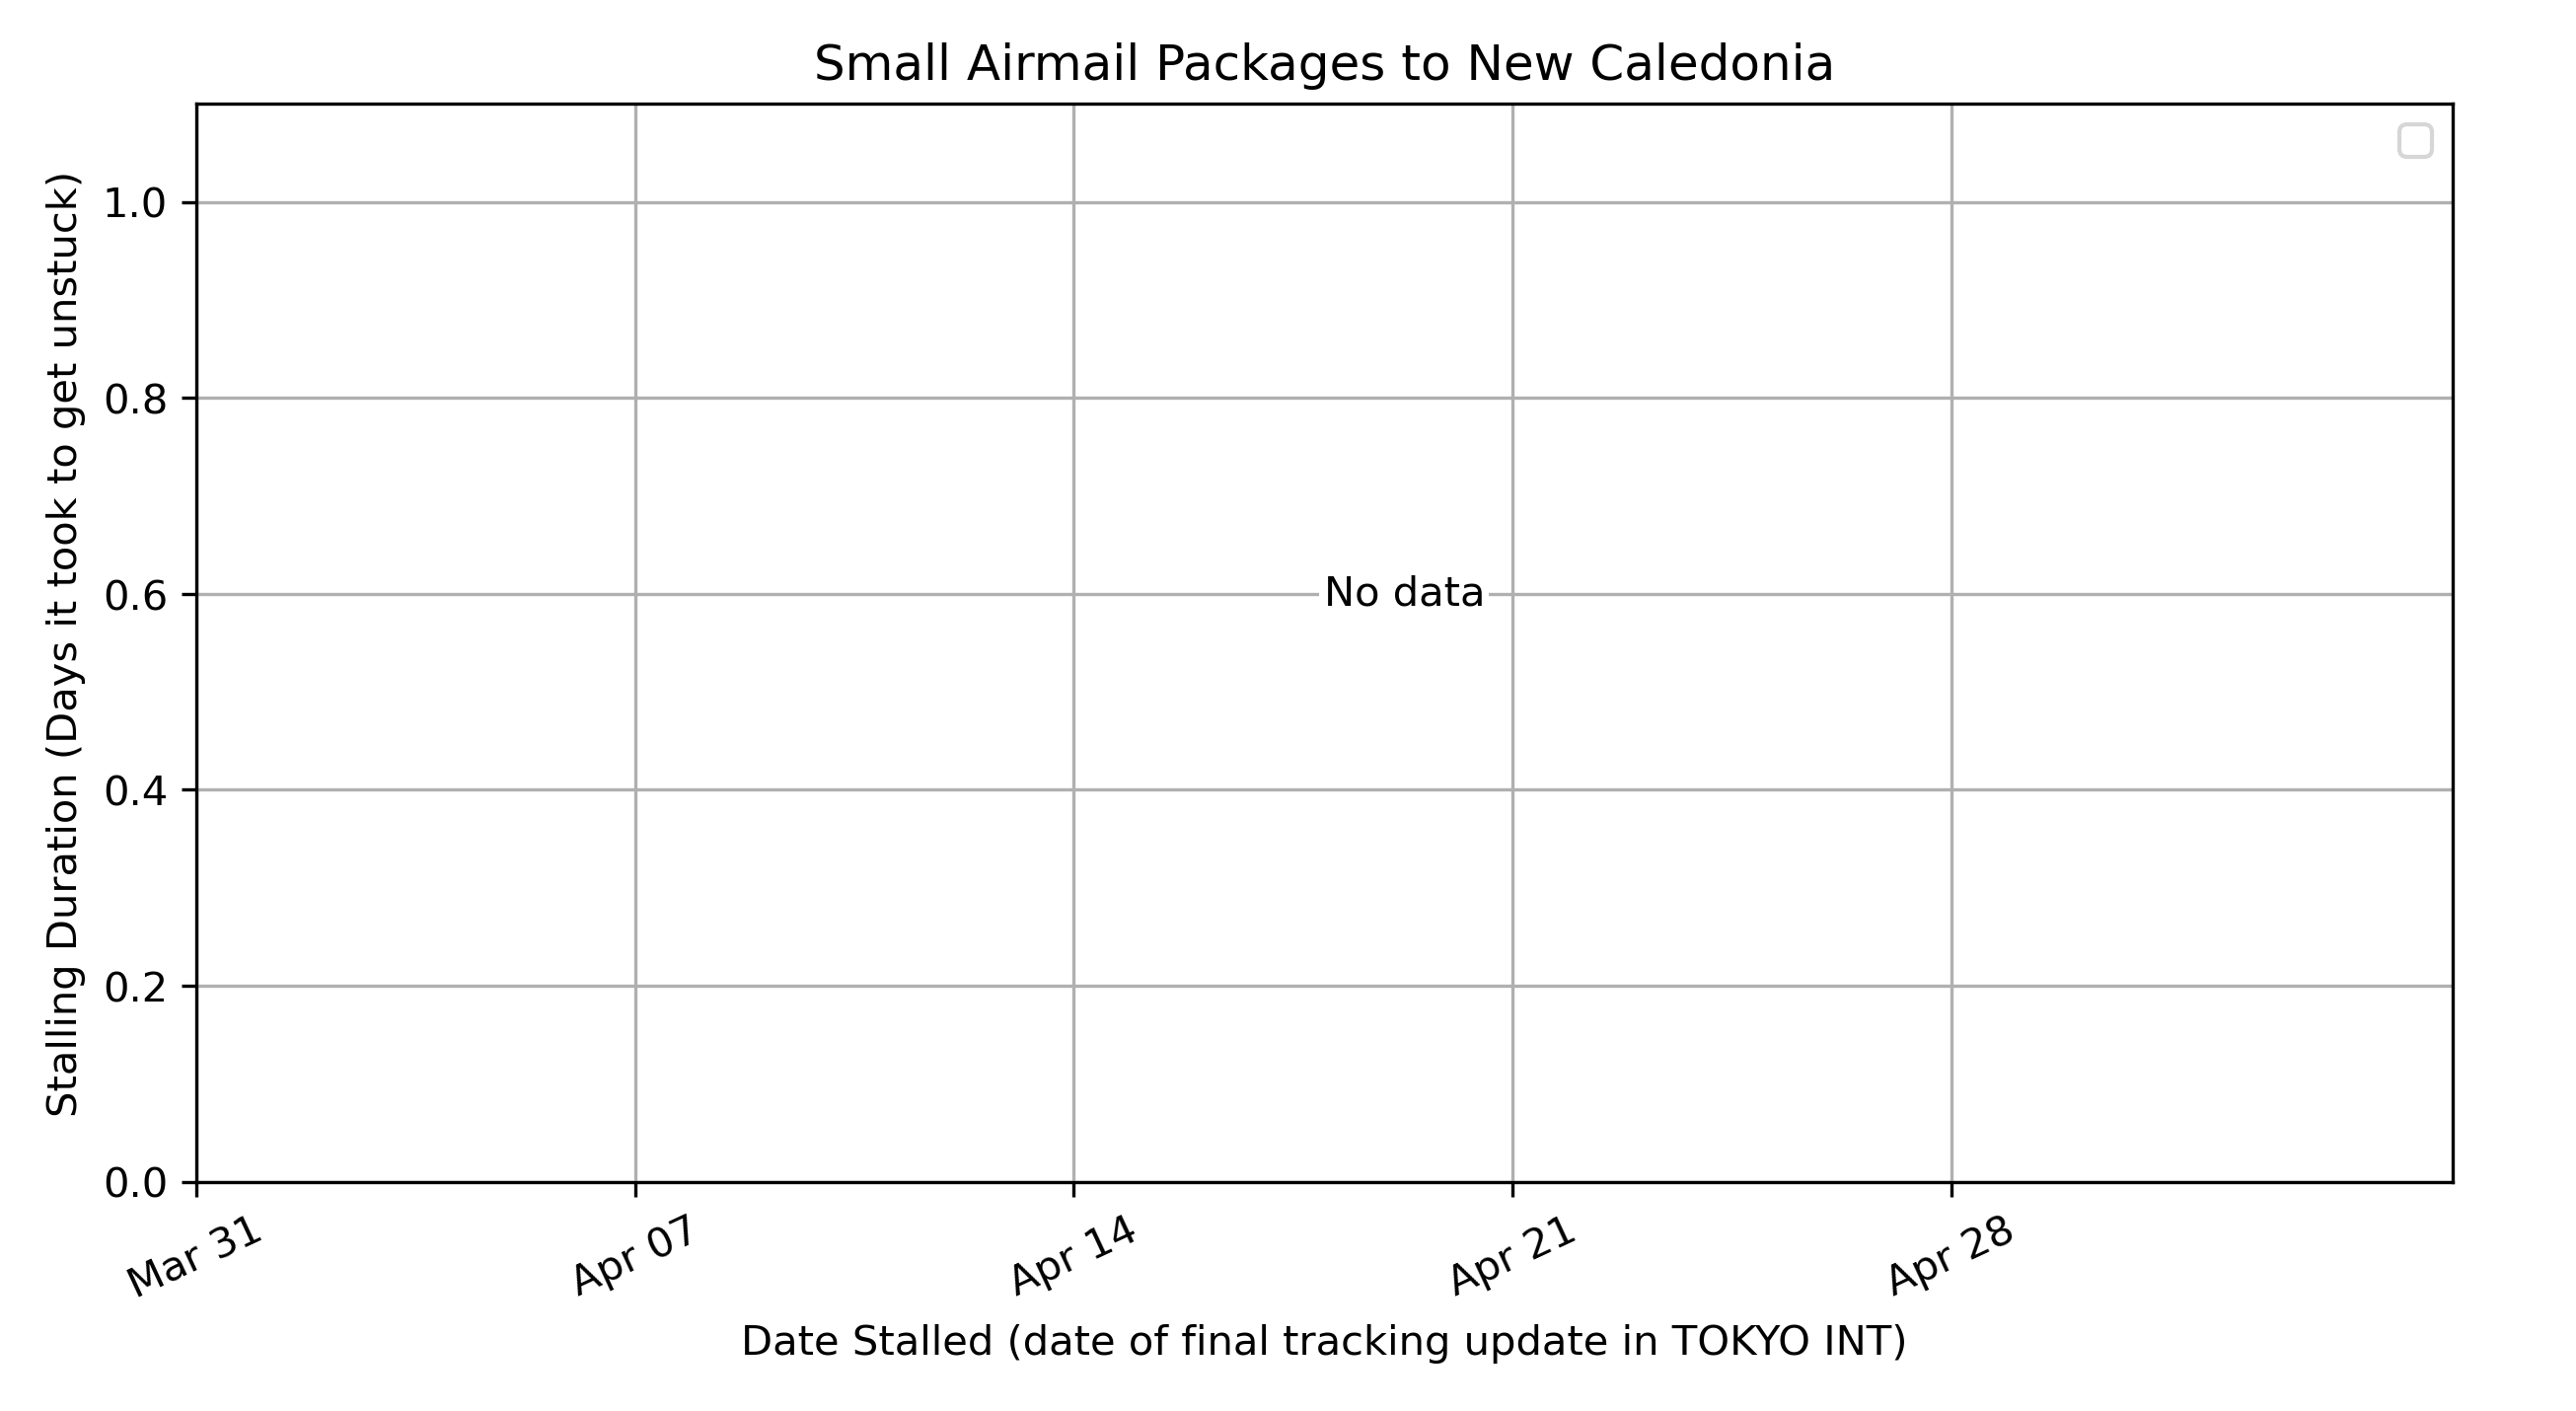 Small Airmail Packages to New Caledonia
Stalling Duration (Days it took to get unstuck)
1.0
0.8
0.6
0.4
0.2
0.0
No data
Mar 31
Apr 07
Apr 14
Apr 21
Apr 28
Date Stalled (date of final tracking update in TOKYO INT)